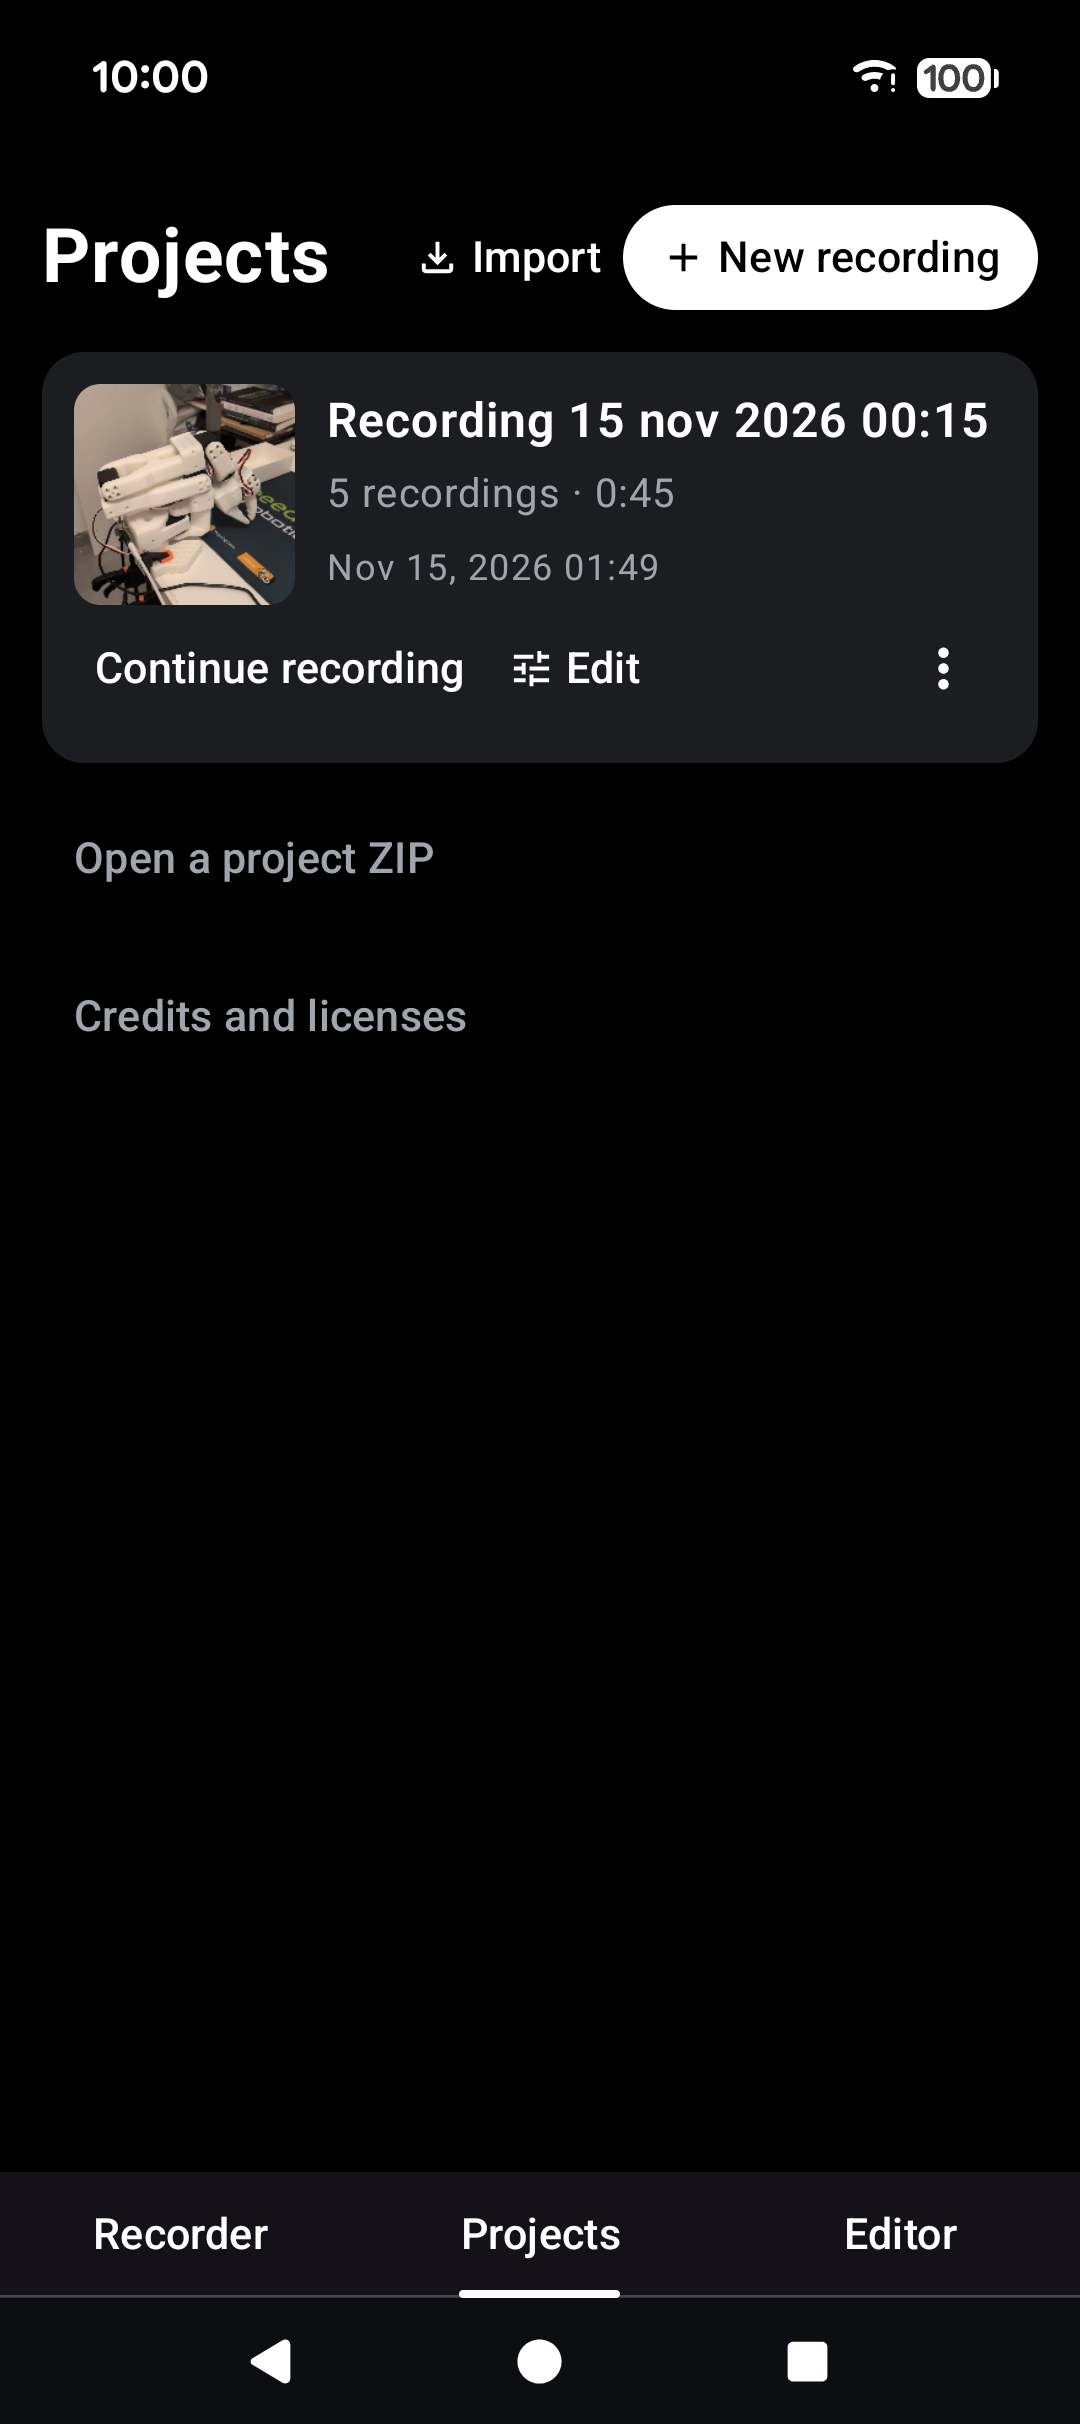 10:00
100
Projects
Import
+ New recording
Recording 15 nov 2026 00:15
5 recordings · 0:45
Nov 15, 2026 01:49
Continue recording
Edit
Open a project ZIP
Credits and licenses
Recorder
Projects
Editor